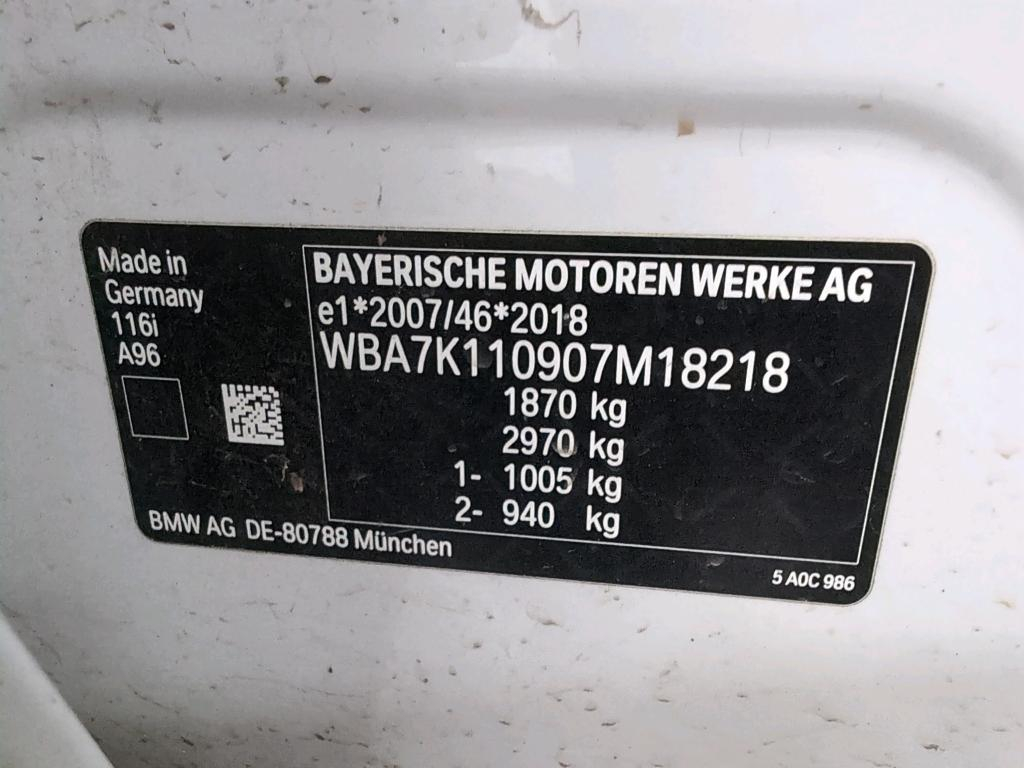 Made in
Germany
116i
A96
BAYERISCHE MOTOREN WERKE AG
e1*2007/46*2018
WBA7K110907M18218
1870 kg
2970 kg
1- 1005 kg
2- 940 kg
BMW AG DE-80788 München
5 A0C 986